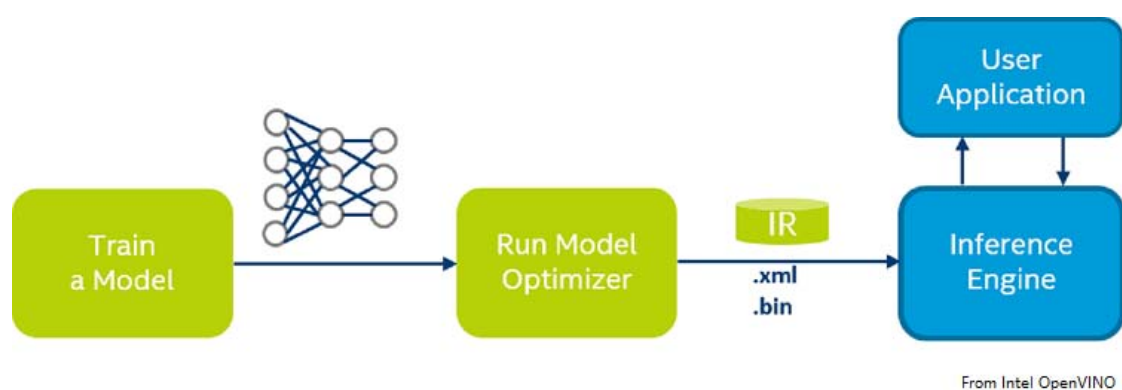 User
Application
Train
a Model
Run Model
Optimizer
IR
.xml
.bin
Inference
Engine
From Intel OpenVINO